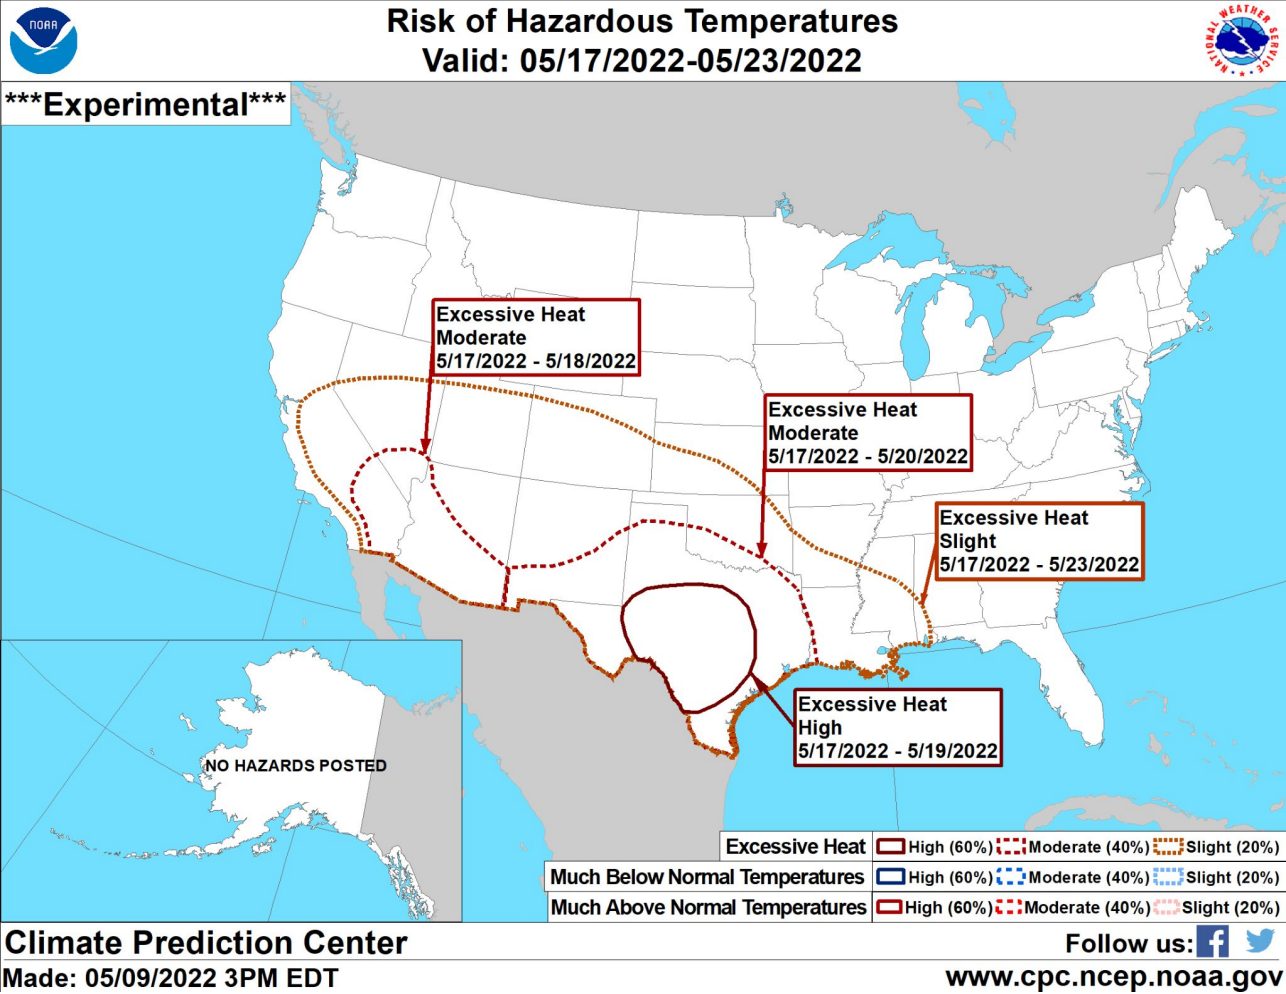 NOAA
Risk of Hazardous Temperatures
Valid: 05/17/2022-05/23/2022
NATIONAL WEATHER SERVICE
***Experimental***
Excessive Heat
Moderate
5/17/2022 - 5/18/2022
Excessive Heat
Moderate
5/17/2022 - 5/20/2022
Excessive Heat
Slight
5/17/2022 - 5/23/2022
Excessive Heat
High
5/17/2022 - 5/19/2022
NO HAZARDS POSTED
Excessive Heat High (60%) Moderate (40%) Slight (20%)
Much Below Normal Temperatures High (60%) Moderate (40%) Slight (20%)
Much Above Normal Temperatures High (60%) Moderate (40%) Slight (20%)
Climate Prediction Center
Follow us:
Made: 05/09/2022 3PM EDT
www.cpc.ncep.noaa.gov